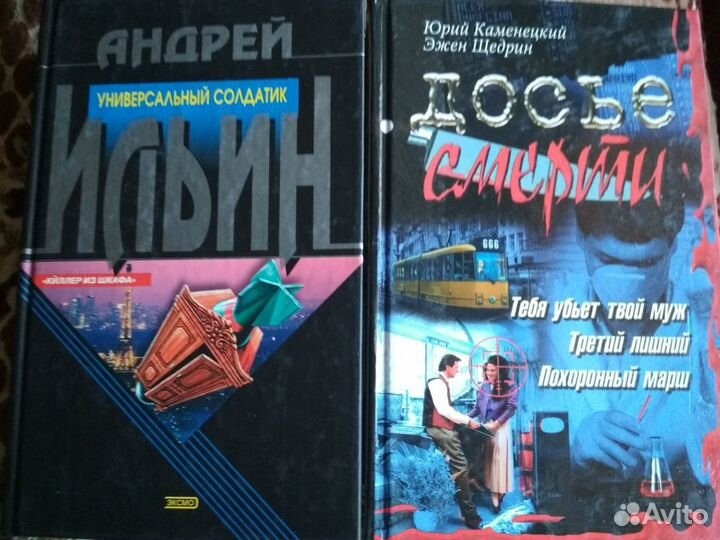 АНДРЕЙ
УНИВЕРСАЛЬНЫЙ СОЛДАТИК
ИЛЬИН
«КИЛЛЕР ИЗ ШКАФА»
ЭКСМО
Юрий Каменецкий
Эжен Щедрин
ДОСЬЕ
смерти
666
Тебя убьет твой муж
Третий лишний
Похоронный марш
Avito